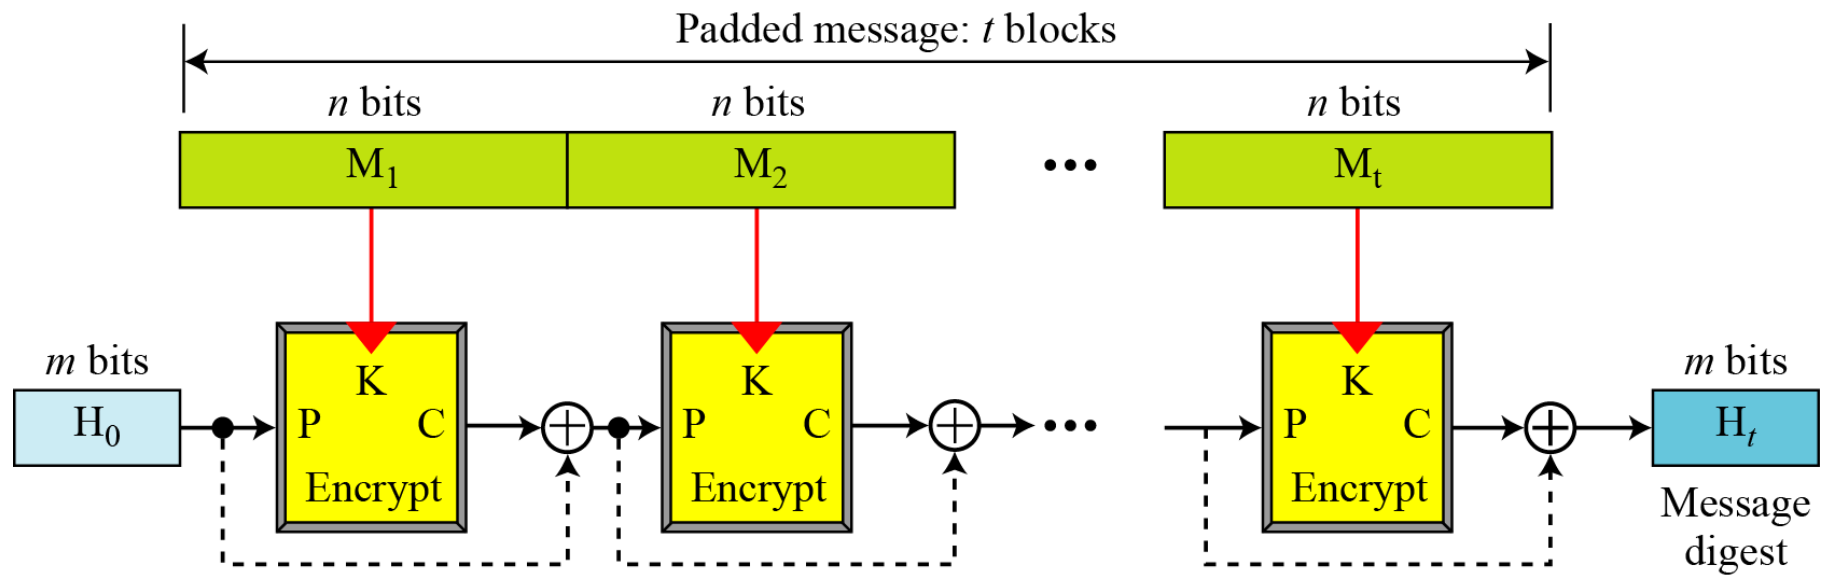 Padded message: t blocks
n bits n bits n bits
M1 M2 ••• Mt
m bits K K K m bits
H0 P C P C ••• P C Ht
Encrypt Encrypt Encrypt
Message
digest